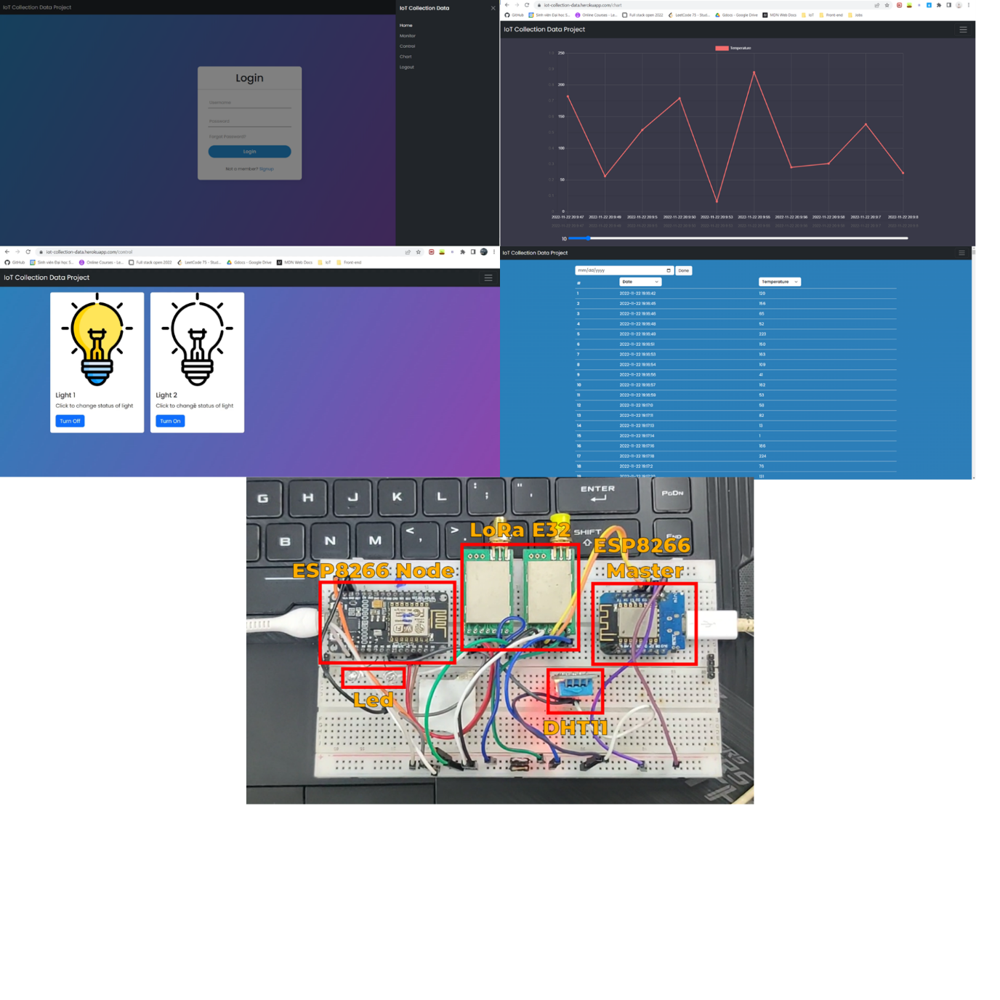 IoT Collection Data Project
IoT Collection Data
Home
Monitor
Control
Chart
Logout
Login
Username
Password
Forgot Password?
Login
Not a member? Signup
iot-collection-data.herokuapp.com/chart
GitHub Sinh viên Đại học S... Online Courses - Le... Full stack open 2022 LeetCode 75 - Stud... Gdocs - Google Drive MDN Web Docs IoT Front-end Jobs
IoT Collection Data Project
Temperature
250
200
150
100
50
0
2022-11-22 20:9:47 2022-11-22 20:9:49 2022-11-22 20:9:5 2022-11-22 20:9:50 2022-11-22 20:9:53 2022-11-22 20:9:55 2022-11-22 20:9:56 2022-11-22 20:9:58 2022-11-22 20:9:7 2022-11-22 20:9:8
10
iot-collection-data.herokuapp.com/control
GitHub Sinh viên Đại học S... Online Courses - Le... Full stack open 2022 LeetCode 75 - Stud... Gdocs - Google Drive MDN Web Docs IoT Front-end
IoT Collection Data Project
Light 1
Click to change status of light
Turn Off
Light 2
Click to change status of light
Turn On
IoT Collection Data Project
mm/dd/yyyy Done
# Date Temperature
1 2022-11-22 19:16:42 120
2 2022-11-22 19:16:45 158
3 2022-11-22 19:16:46 65
4 2022-11-22 19:16:48 52
5 2022-11-22 19:16:49 223
6 2022-11-22 19:16:51 150
7 2022-11-22 19:16:53 163
8 2022-11-22 19:16:54 109
9 2022-11-22 19:16:56 41
10 2022-11-22 19:16:57 162
11 2022-11-22 19:16:59 53
12 2022-11-22 19:17:0 58
13 2022-11-22 19:17:11 82
14 2022-11-22 19:17:13 13
15 2022-11-22 19:17:14 1
16 2022-11-22 19:17:16 186
17 2022-11-22 19:17:18 224
18 2022-11-22 19:17:2 76
19 2022-11-22 19:17:20 131
G H J K L : ; " ' ENTER PgDn
B N M < , > . SHIFT End
LoRa E32
ESP8266 Node
ESP8266
Master
Led
DHT11